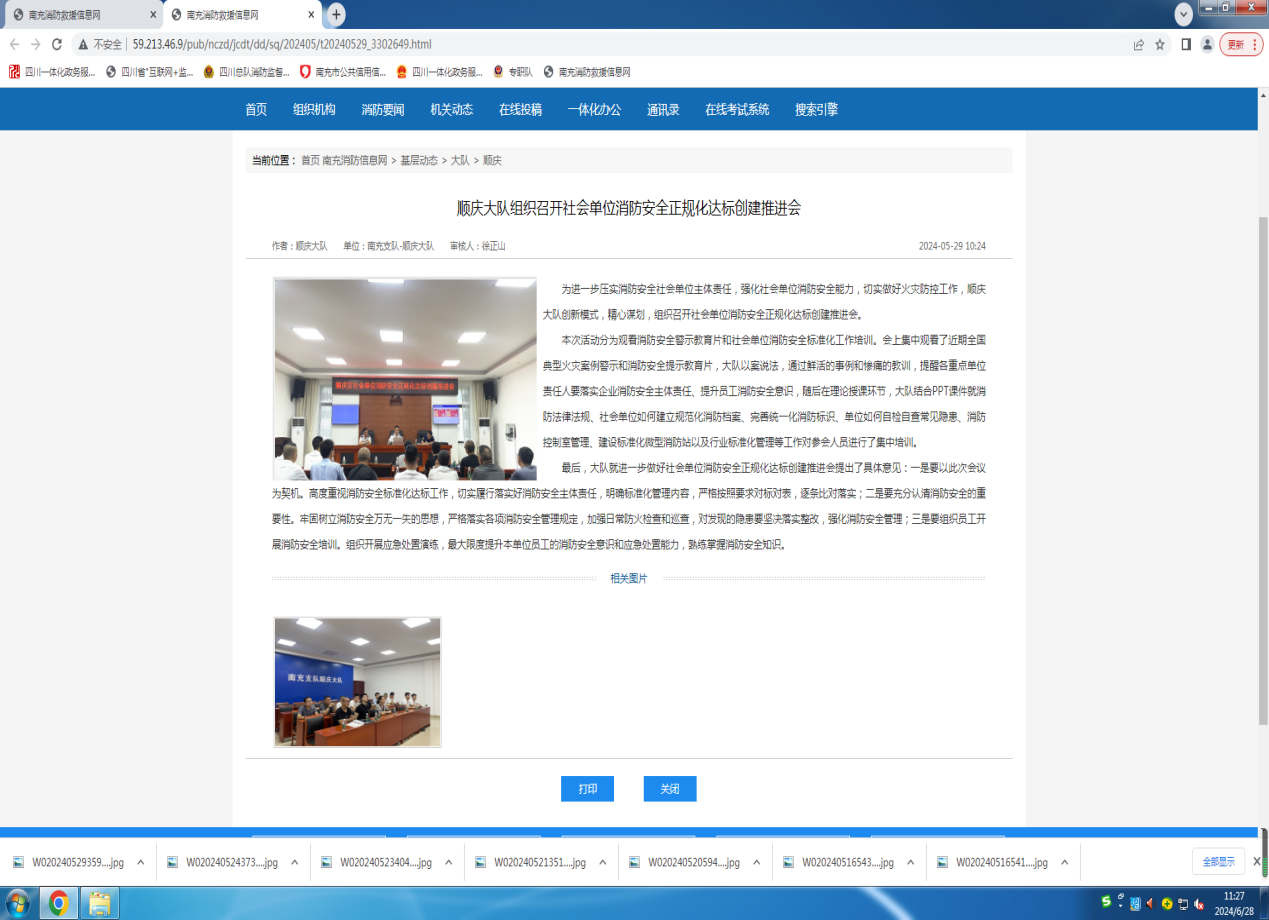 南充消防救援信息网 x 南充消防救援信息网 x +
不安全 59.213.46.9/pub/nczd/jcdt/dd/sq/202405/t20240529_3302649.html 更新
四川一体化政务服... 四川省"互联网+监... 四川总队消防监督... 南充市公共信用信... 四川一体化政务服... 专职队 南充消防救援信息网
首页 组织机构 消防要闻 机关动态 在线投稿 一体化办公 通讯录 在线考试系统 搜索引擎
当前位置： 首页 南充消防信息网 > 基层动态 > 大队 > 顺庆
顺庆大队组织召开社会单位消防安全正规化达标创建推进会
作者：顺庆大队 单位：南充支队-顺庆大队 审核人：徐正山 2024-05-29 10:24
为进一步压实消防安全社会单位主体责任，强化社会单位消防安全能力，切实做好火灾防控工作，顺庆
大队创新模式，精心谋划，组织召开社会单位消防安全正规化达标创建推进会。
本次活动分为观看消防安全警示教育片和社会单位消防安全标准化工作培训。会上集中观看了近期全国
典型火灾案例警示和消防安全提示教育片，大队以案说法，通过鲜活的事例和惨痛的教训，提醒各重点单位
责任人要落实企业消防安全主体责任、提升员工消防安全意识，随后在理论授课环节，大队结合PPT课件就消
防法律法规、社会单位如何建立规范化消防档案、完善统一化消防标识、单位如何自检自查常见隐患、消防
控制室管理、建设标准化微型消防站以及行业标准化管理等工作对参会人员进行了集中培训。
最后，大队就进一步做好社会单位消防安全正规化达标创建推进会提出了具体意见：一是要以此次会议
为契机。高度重视消防安全标准化达标工作，切实履行落实好消防安全主体责任，明确标准化管理内容，严格按照要求对标对表，逐条比对落实；二是要充分认清消防安全的重
要性。牢固树立消防安全万无一失的思想，严格落实各项消防安全管理规定，加强日常防火检查和巡查，对发现的隐患要坚决落实整改，强化消防安全管理；三是要组织员工开
展消防安全培训。组织开展应急处置演练，最大限度提升本单位员工的消防安全意识和应急处置能力，熟练掌握消防安全知识。
顺庆区社会单位消防安全正规化达标创建推进会
相关图片
南充支队顺庆大队
打印 关闭
W020240529359....jpg W020240524373....jpg W020240523404....jpg W020240521351....jpg W020240520594....jpg W020240516543....jpg W020240516541....jpg 全部显示
11:27
2024/6/28